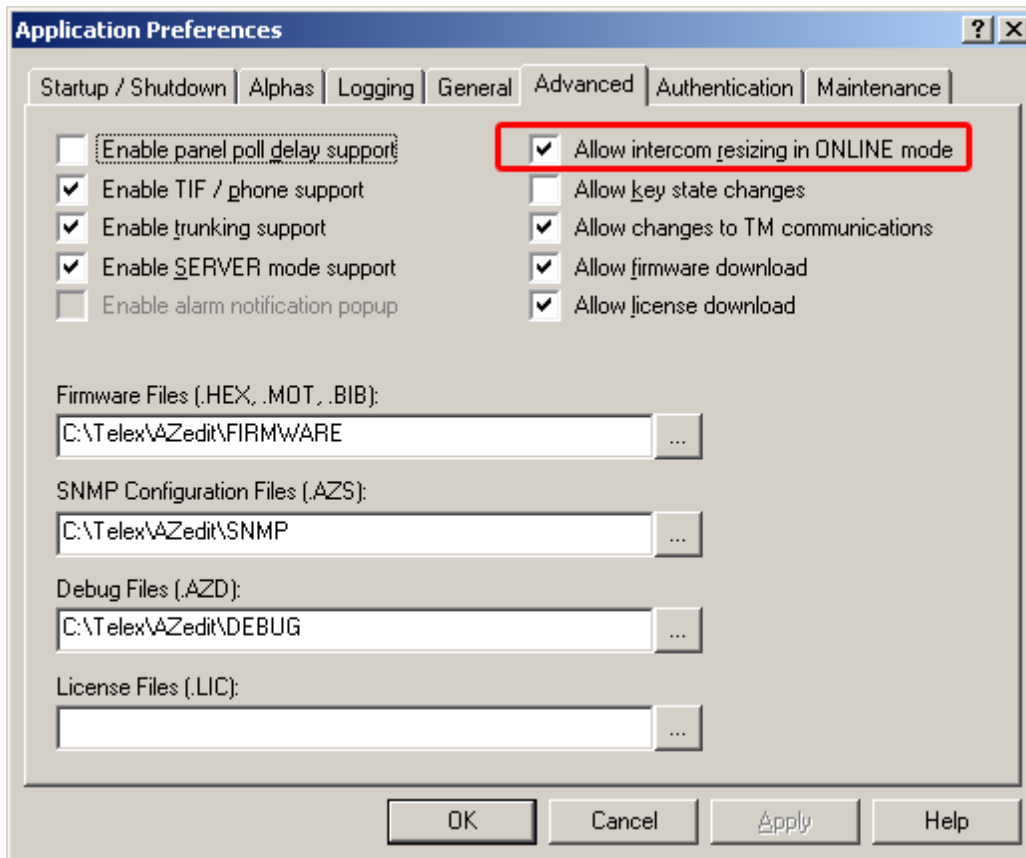 Application Preferences
Startup / Shutdown Alphas Logging General Advanced Authentication Maintenance
Enable panel poll delay support
Enable TIF / phone support
Enable trunking support
Enable SERVER mode support
Enable alarm notification popup
Allow intercom resizing in ONLINE mode
Allow key state changes
Allow changes to TM communications
Allow firmware download
Allow license download
Firmware Files (.HEX, .MOT, .BIB):
C:\Telex\AZedit\FIRMWARE
...
SNMP Configuration Files (.AZS):
C:\Telex\AZedit\SNMP
...
Debug Files (.AZD):
C:\Telex\AZedit\DEBUG
...
License Files (.LIC):
...
OK Cancel Apply Help